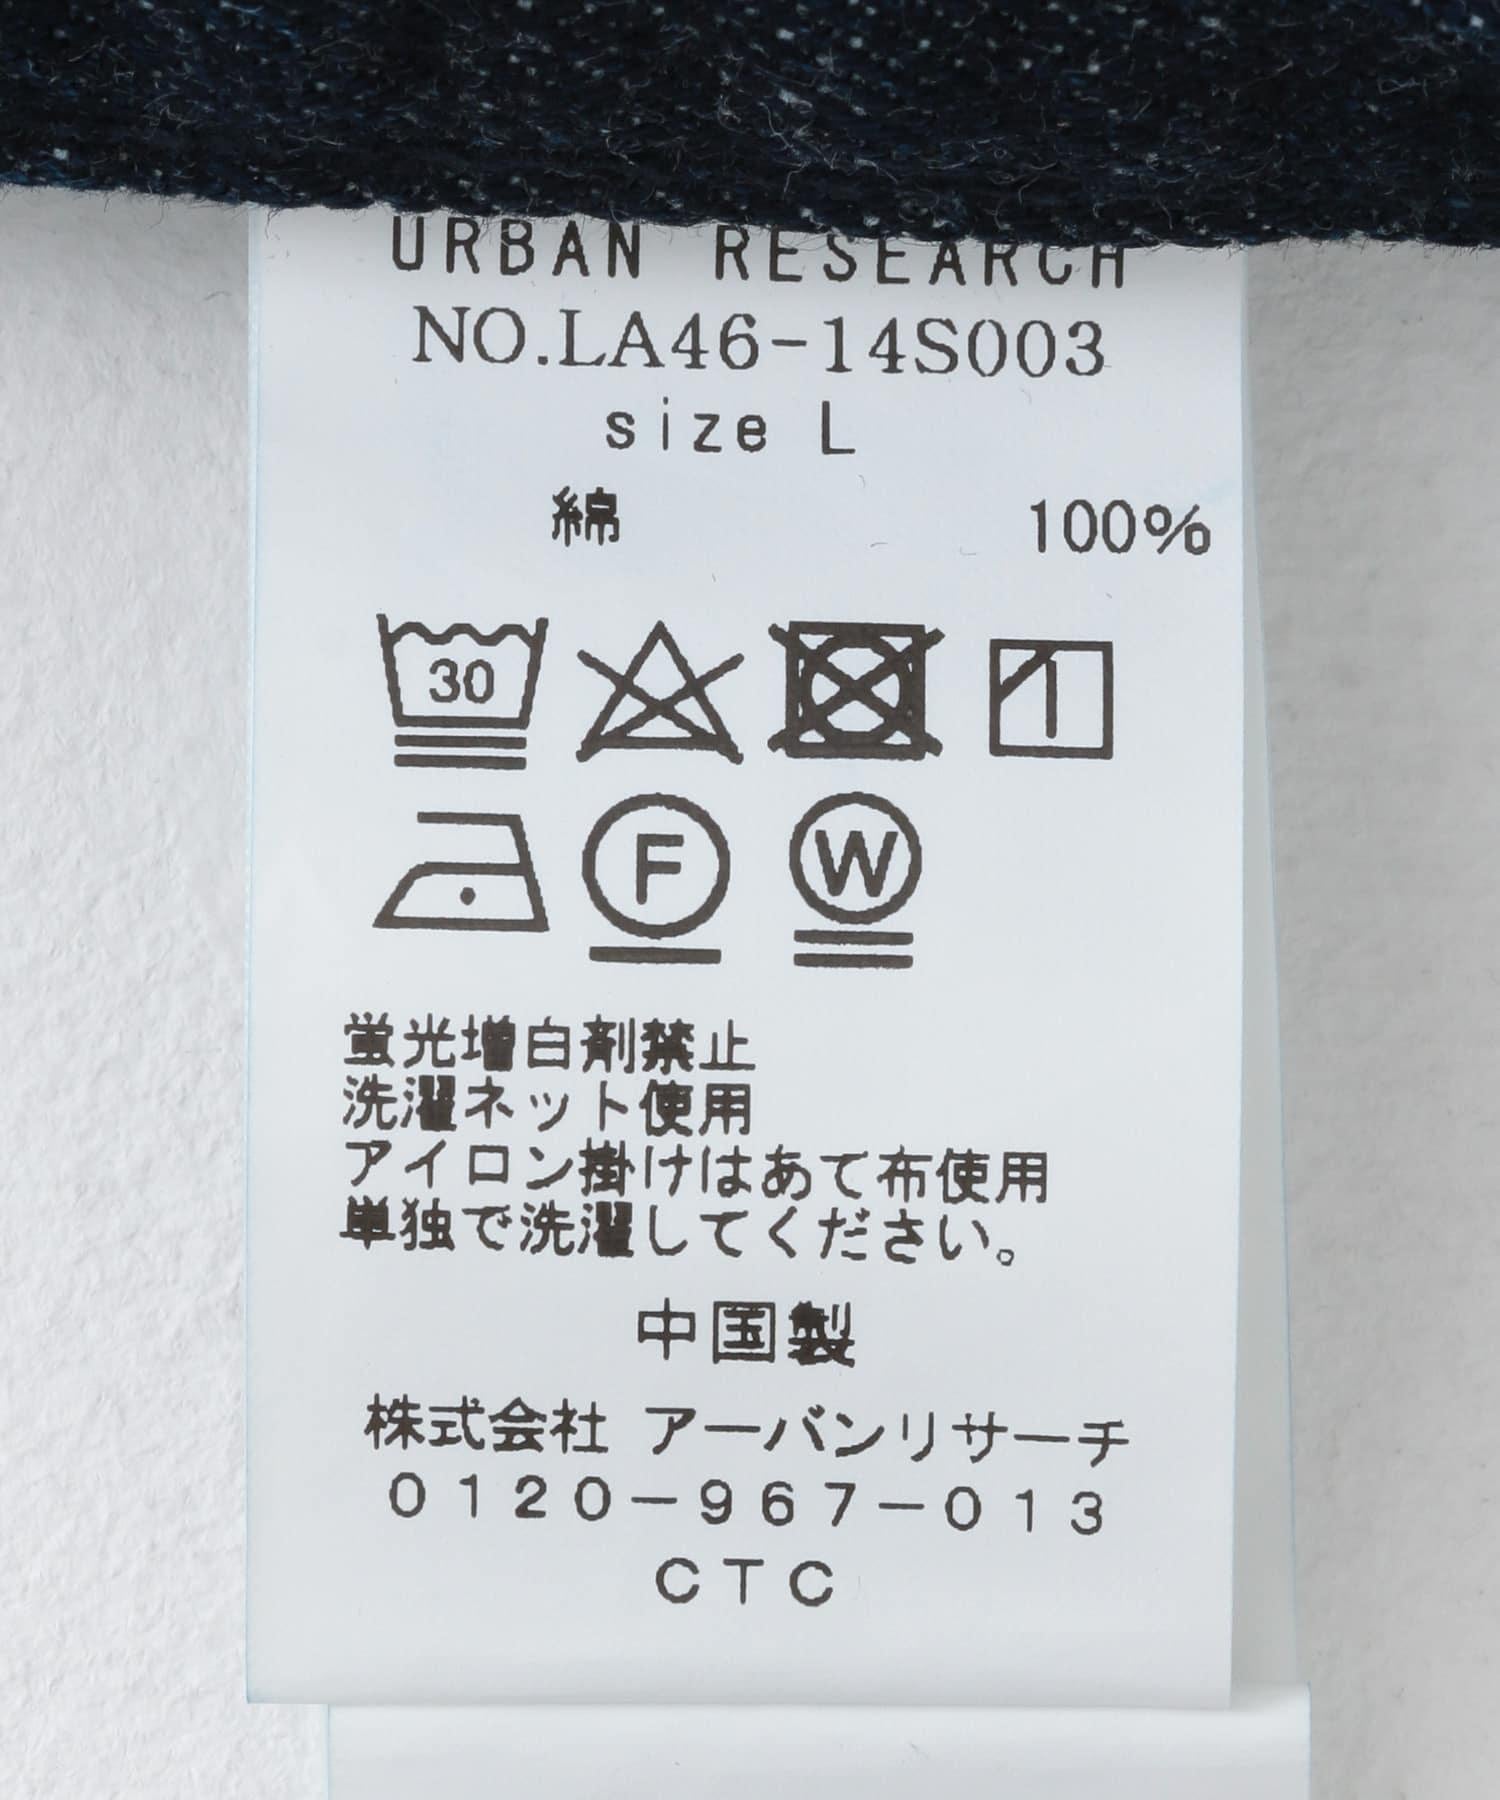 URBAN RESEARCH
NO.LA46-14S003
size L
綿 100%
30
F W
蛍光増白剤禁止
洗濯ネット使用
アイロン掛けはあて布使用
単独で洗濯してください。
中国製
株式会社 アーバンリサーチ
0120-967-013
CTC